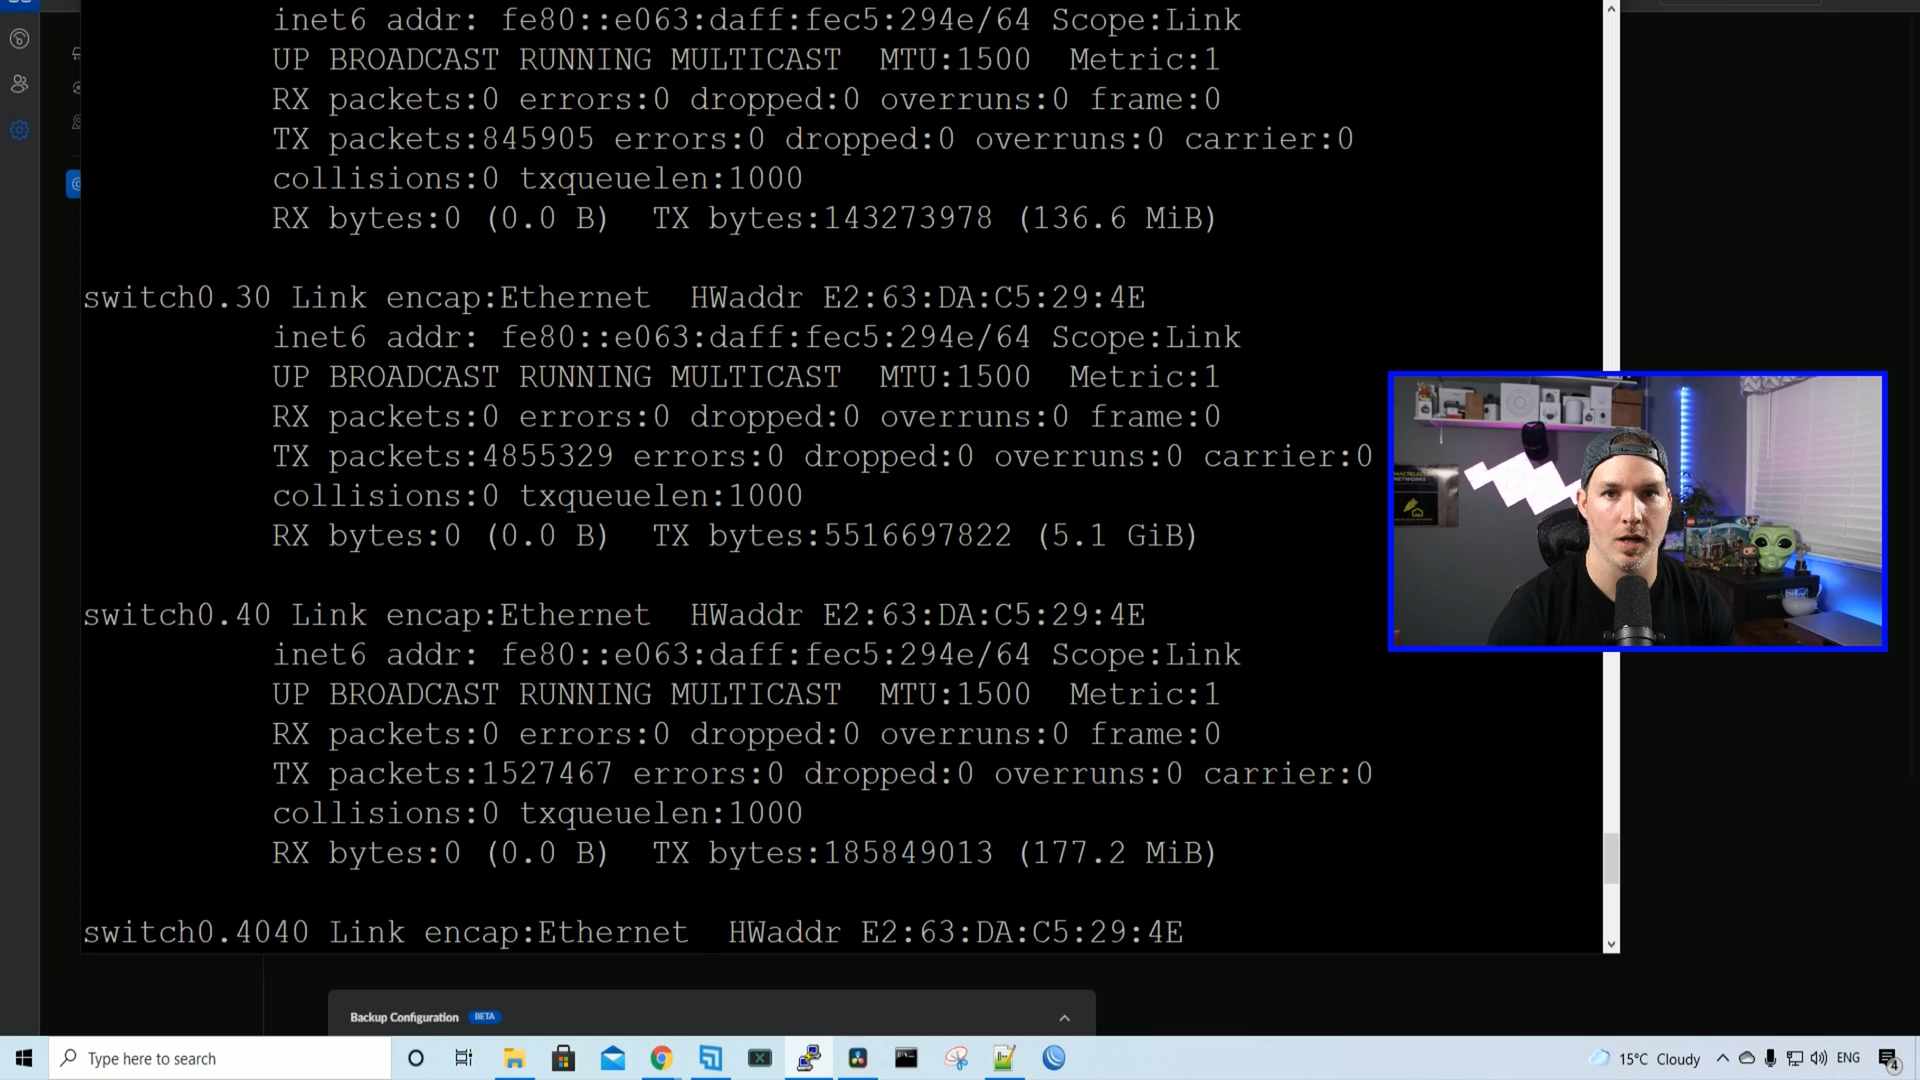 inet6 addr: fe80::e063:daff:fec5:294e/64 Scope:Link
UP BROADCAST RUNNING MULTICAST  MTU:1500  Metric:1
RX packets:0 errors:0 dropped:0 overruns:0 frame:0
TX packets:845905 errors:0 dropped:0 overruns:0 carrier:0
collisions:0 txqueuelen:1000
RX bytes:0 (0.0 B)  TX bytes:143273978 (136.6 MiB)
switch0.30 Link encap:Ethernet  HWaddr E2:63:DA:C5:29:4E
inet6 addr: fe80::e063:daff:fec5:294e/64 Scope:Link
UP BROADCAST RUNNING MULTICAST  MTU:1500  Metric:1
RX packets:0 errors:0 dropped:0 overruns:0 frame:0
TX packets:4855329 errors:0 dropped:0 overruns:0 carrier:0
collisions:0 txqueuelen:1000
RX bytes:0 (0.0 B)  TX bytes:5516697822 (5.1 GiB)
switch0.40 Link encap:Ethernet  HWaddr E2:63:DA:C5:29:4E
inet6 addr: fe80::e063:daff:fec5:294e/64 Scope:Link
UP BROADCAST RUNNING MULTICAST  MTU:1500  Metric:1
RX packets:0 errors:0 dropped:0 overruns:0 frame:0
TX packets:1527467 errors:0 dropped:0 overruns:0 carrier:0
collisions:0 txqueuelen:1000
RX bytes:0 (0.0 B)  TX bytes:185849013 (177.2 MiB)
switch0.4040 Link encap:Ethernet  HWaddr E2:63:DA:C5:29:4E
Backup Configuration BETA
Type here to search
15°C Cloudy
ENG
4